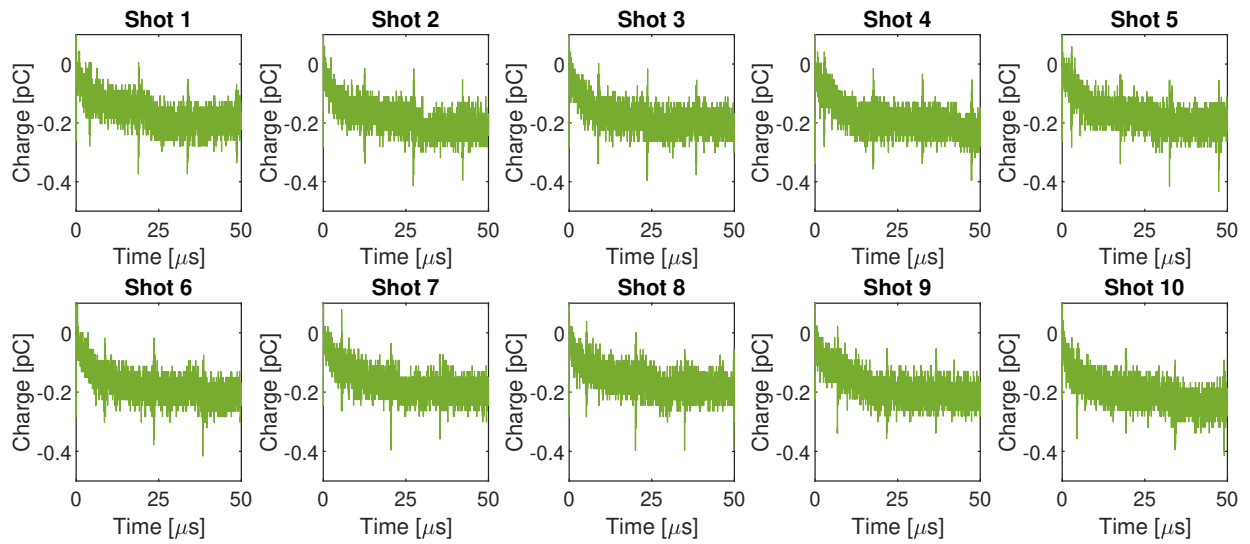 Shot 1 Shot 2 Shot 3 Shot 4 Shot 5
0 0 0 0 0
-0.2 -0.2 -0.2 -0.2 -0.2
-0.4 -0.4 -0.4 -0.4 -0.4
Charge [pC] Charge [pC] Charge [pC] Charge [pC] Charge [pC]
0 25 50 0 25 50 0 25 50 0 25 50 0 25 50
Time [μs] Time [μs] Time [μs] Time [μs] Time [μs]
Shot 6 Shot 7 Shot 8 Shot 9 Shot 10
0 0 0 0 0
-0.2 -0.2 -0.2 -0.2 -0.2
-0.4 -0.4 -0.4 -0.4 -0.4
Charge [pC] Charge [pC] Charge [pC] Charge [pC] Charge [pC]
0 25 50 0 25 50 0 25 50 0 25 50 0 25 50
Time [μs] Time [μs] Time [μs] Time [μs] Time [μs]